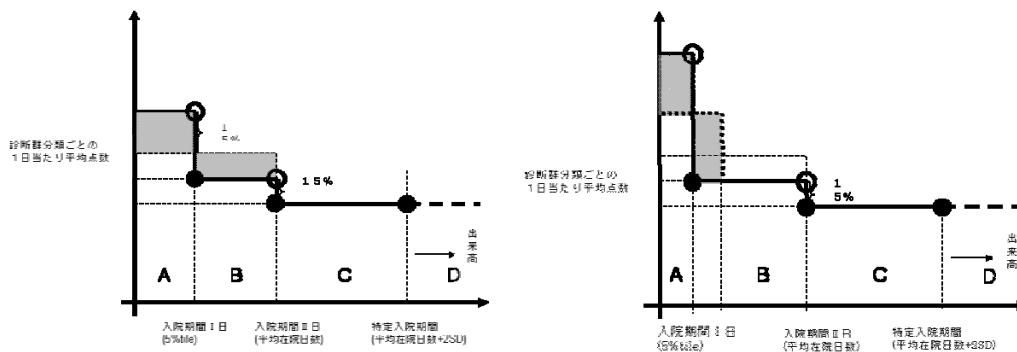 診断群分類ごとの
1日当たり平均点数
1
5%
15%
出来高
A
B
C
D
入院期間Ⅰ日
(5%tile)
入院期間Ⅱ日
(平均在院日数)
特定入院期間
(平均在院日数+2SD)
診断群分類ごとの
1日当たり平均点数
1
5%
出来高
A
B
C
D
入院期間Ⅰ日
(5%tile)
入院期間Ⅱ日
(平均在院日数)
特定入院期間
(平均在院日数+2SD)